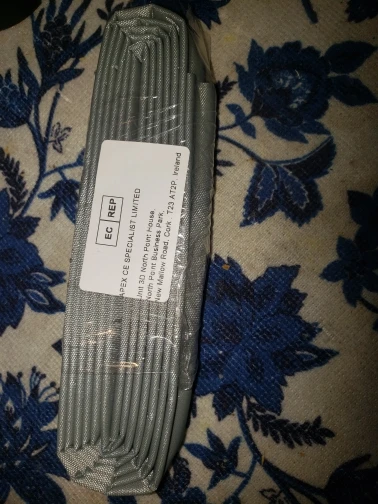 EC REP
APEX CE SPECIALIST LIMITED
Unit 3D North Point House,
North Point Business Park,
New Mallow Road, Cork T23 AT2P Ireland